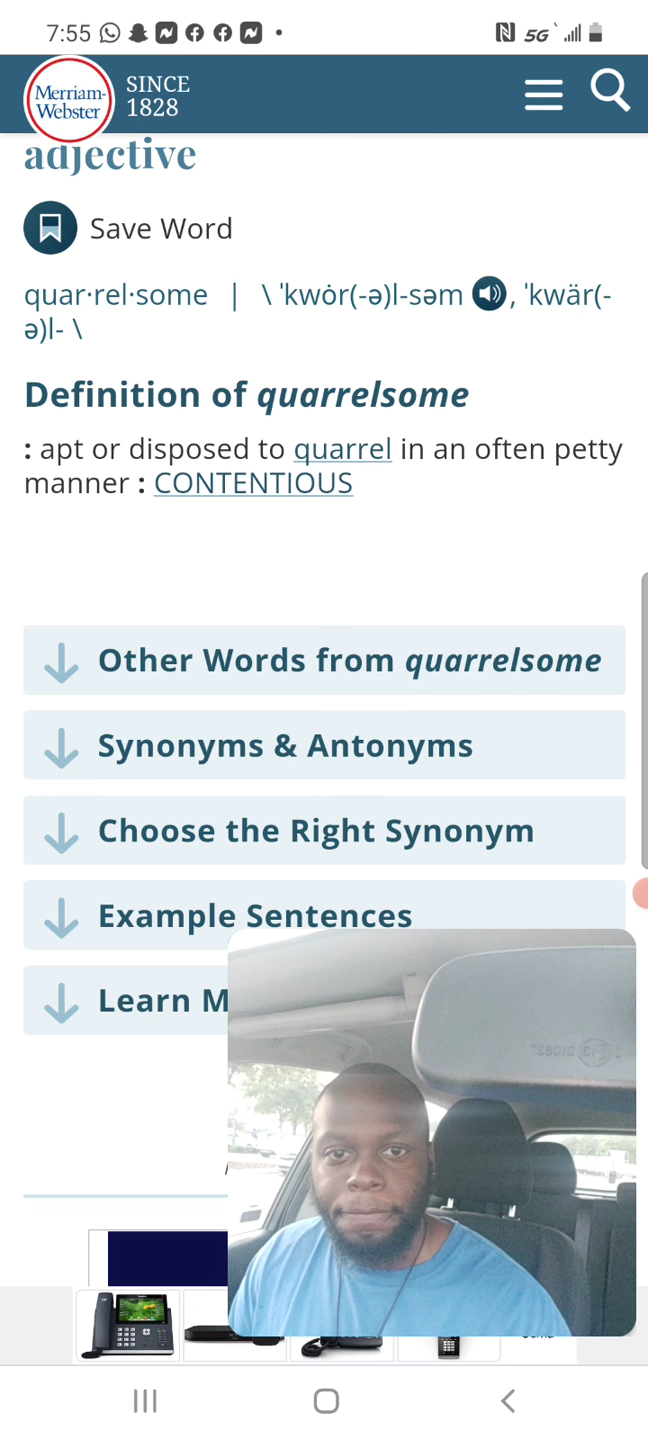 7:55
5G
Merriam-
Webster
SINCE
1828
adjective
Save Word
quar·rel·some | \ ˈkwȯr(-ə)l-səm , ˈkwär(-
ə)l- \
Definition of quarrelsome
: apt or disposed to quarrel in an often petty
manner : CONTENTIOUS
Other Words from quarrelsome
Synonyms & Antonyms
Choose the Right Synonym
Example Sentences
Learn M